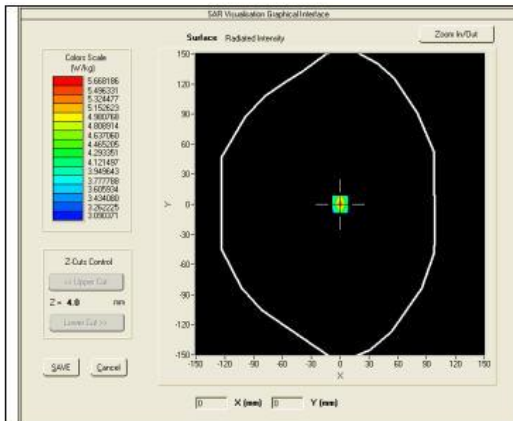 SAR Visualisation Graphical Interface
Surface Radiated Intensity
Zoom In/Out
Colors Scale
(W/kg)
5.668186
5.496331
5.324477
5.152623
4.980768
4.808914
4.637060
4.465205
4.293351
4.121497
3.949643
3.777788
3.605934
3.434080
3.262225
3.090371
Z-Cuts Control
<< Upper Cut
Z = 4.0 mm
Lower Cut >>
SAVE Cancel
150
120
90
60
30
0
-30
-60
-90
-120
-150
Y
-150 -120 -90 -60 -30 0 30 60 90 120 150
X
0 X (mm) 0 Y (mm)